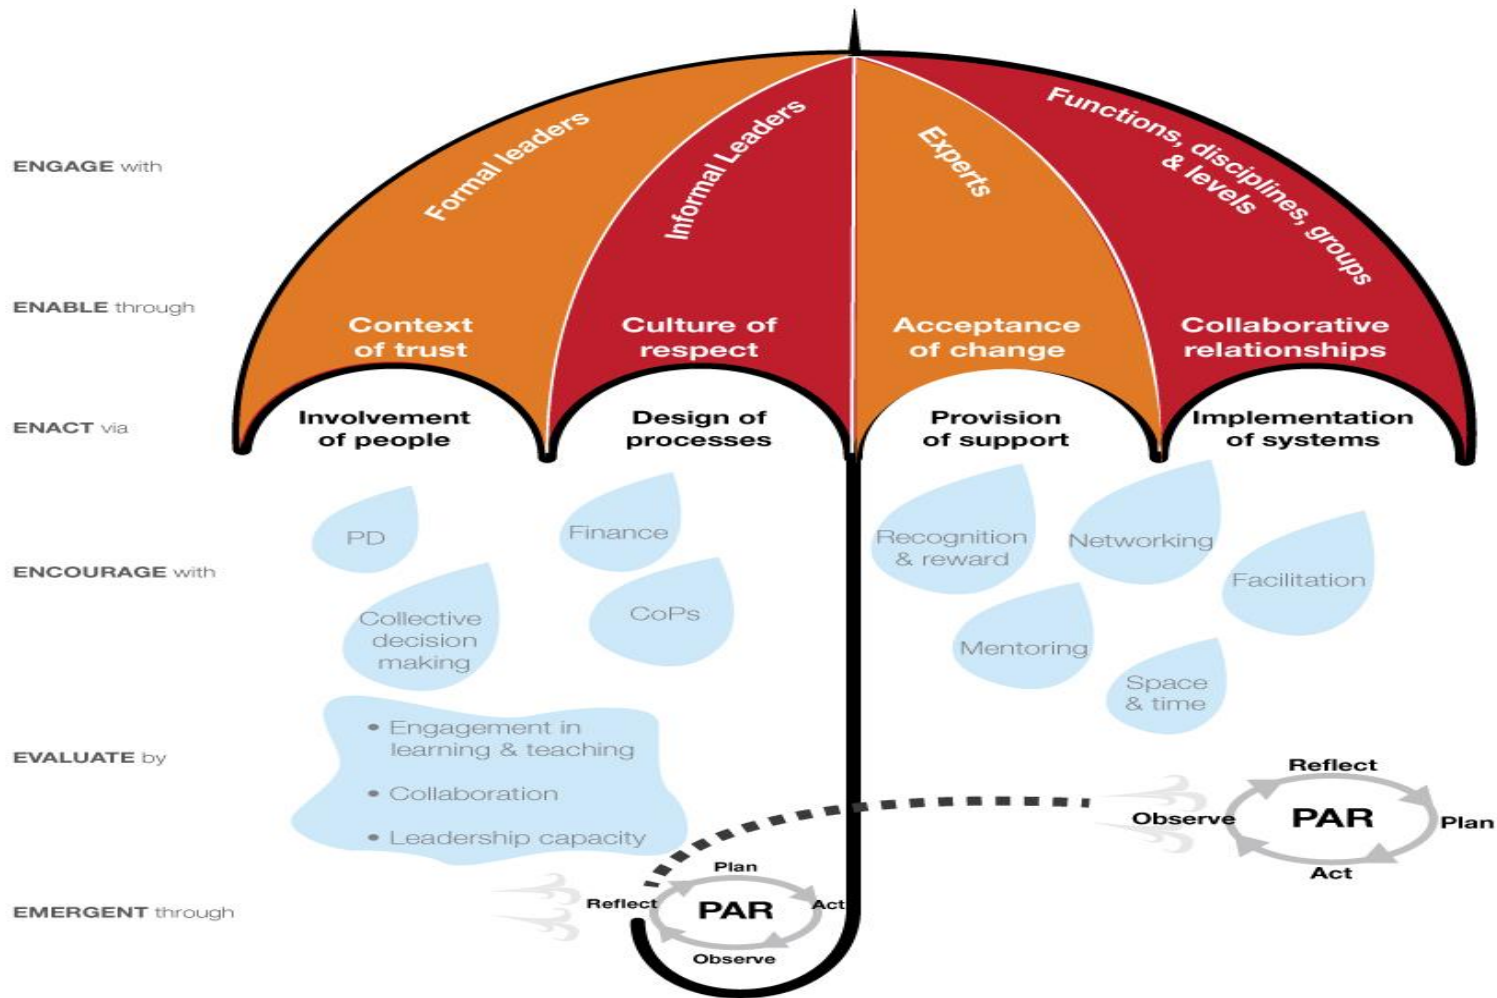 ENGAGE with
Formal leaders
Informal Leaders
Experts
Functions, disciplines, groups
& levels
ENABLE through
Context
of trust
Culture of
respect
Acceptance
of change
Collaborative
relationships
ENACT via
Involvement
of people
Design of
processes
Provision
of support
Implementation
of systems
ENCOURAGE with
PD
Collective
decision
making
Finance
CoPs
Recognition
& reward
Networking
Mentoring
Facilitation
Space
& time
EVALUATE by
• Engagement in
learning & teaching
• Collaboration
• Leadership capacity
Reflect
Observe
PAR
Plan
Act
EMERGENT through
Plan
Reflect
PAR
Act
Observe